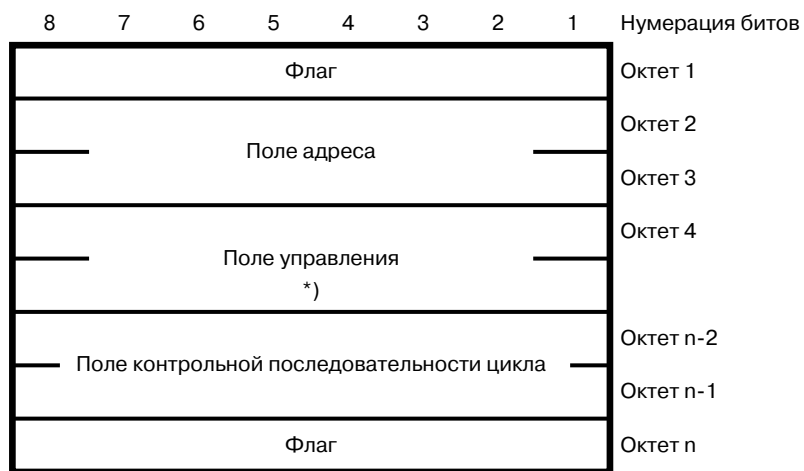 8 7 6 5 4 3 2 1 Нумерация битов
Флаг Октет 1
Октет 2
Поле адреса
Октет 3
Октет 4
Поле управления
*)
Октет n-2
Поле контрольной последовательности цикла
Октет n-1
Флаг Октет n